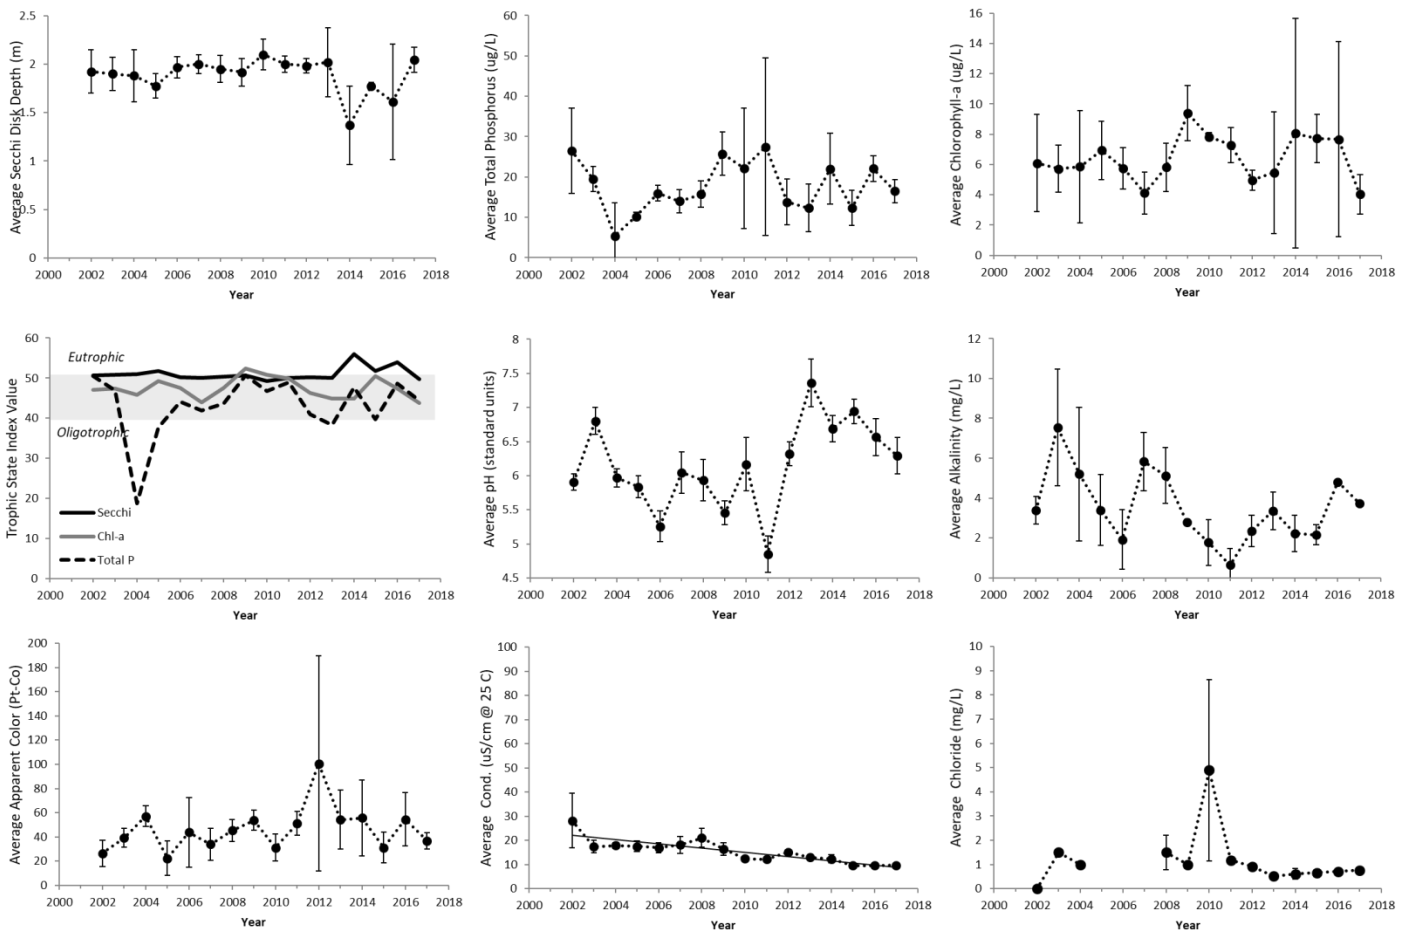 Average Secchi Disk Depth (m)
2.5
2
1.5
1
0.5
0
2000 2002 2004 2006 2008 2010 2012 2014 2016 2018
Year
Average Total Phosphorus (ug/L)
60
50
40
30
20
10
0
2000 2002 2004 2006 2008 2010 2012 2014 2016 2018
Year
Average Chlorophyll-a (ug/L)
16
14
12
10
8
6
4
2
0
2000 2002 2004 2006 2008 2010 2012 2014 2016 2018
Year
Trophic State Index Value
60
50
40
30
20
10
0
Eutrophic
Oligotrophic
Secchi
Chl-a
Total P
2000 2002 2004 2006 2008 2010 2012 2014 2016 2018
Year
Average pH (standard units)
8
7.5
7
6.5
6
5.5
5
4.5
2000 2002 2004 2006 2008 2010 2012 2014 2016 2018
Year
Average Alkalinity (mg/L)
12
10
8
6
4
2
0
2000 2002 2004 2006 2008 2010 2012 2014 2016 2018
Year
Average Apparent Color (Pt-Co)
200
180
160
140
120
100
80
60
40
20
0
2000 2002 2004 2006 2008 2010 2012 2014 2016 2018
Year
Average Cond. (uS/cm @ 25 C)
100
90
80
70
60
50
40
30
20
10
0
2000 2002 2004 2006 2008 2010 2012 2014 2016 2018
Year
Average Chloride (mg/L)
10
9
8
7
6
5
4
3
2
1
0
2000 2002 2004 2006 2008 2010 2012 2014 2016 2018
Year